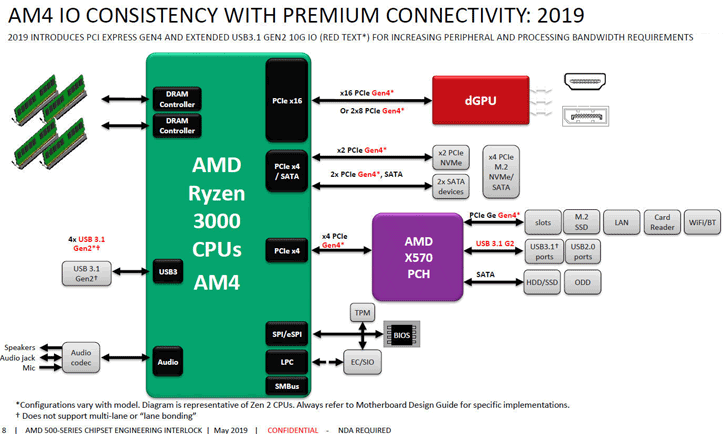 AM4 IO CONSISTENCY WITH PREMIUM CONNECTIVITY: 2019
2019 INTRODUCES PCI EXPRESS GEN4 AND EXTENDED USB3.1 GEN2 10G IO (RED TEXT*) FOR INCREASING PERIPHERAL AND PROCESSING BANDWIDTH REQUIREMENTS
DRAM
Controller
DRAM
Controller
PCIe x16
x16 PCIe Gen4*
Or 2x8 PCIe Gen4*
dGPU
AMD
Ryzen
3000
CPUs
AM4
PCIe x4
/ SATA
x2 PCIe Gen4*
2x PCIe Gen4*, SATA
x2 PCIe
NVMe
2x SATA
devices
x4 PCIe
M.2
NVMe/
SATA
4x USB 3.1
Gen2*†
USB 3.1
Gen2†
USB3
PCIe x4
x4 PCIe
Gen4*
AMD
X570
PCH
PCIe Ge Gen4*
slots
M.2
SSD
LAN
Card
Reader
WiFi/BT
USB 3.1 G2
USB3.1†
ports
USB2.0
ports
SATA
HDD/SSD
ODD
TPM
SPI/eSPI
BIOS
LPC
EC/SIO
SMBus
Speakers
Audio jack
Mic
Audio
codec
Audio
*Configurations vary with model. Diagram is representative of Zen 2 CPUs. Always refer to Motherboard Design Guide for specific implementations.
† Does not support multi-lane or “lane bonding”
8 | AMD 500-SERIES CHIPSET ENGINEERING INTERLOCK | May 2019 | CONFIDENTIAL - NDA REQUIRED